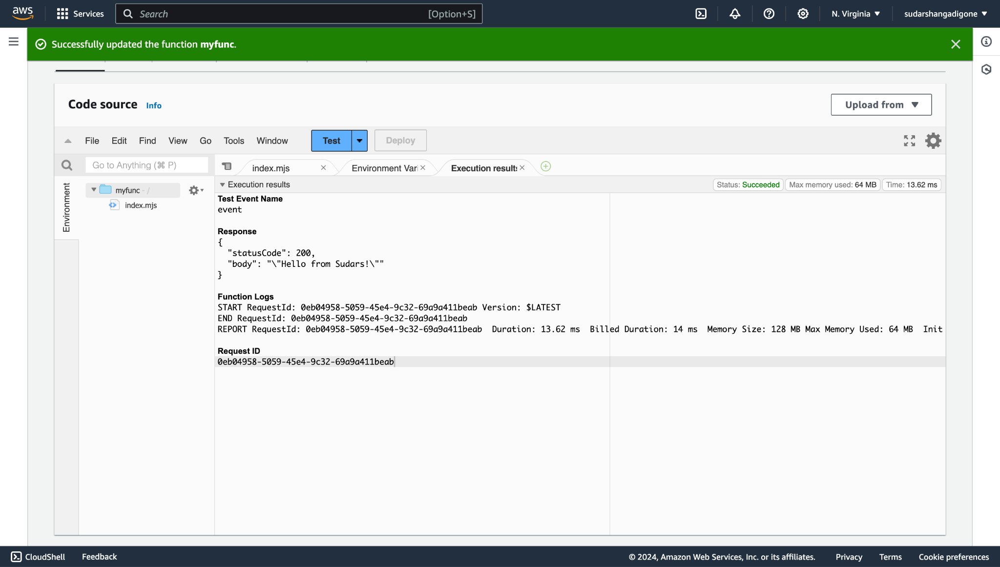 aws
Services
Search
[Option+S]
N. Virginia
sudarshangadigone
Successfully updated the function myfunc.
Code source
Info
Upload from
File
Edit
Find
View
Go
Tools
Window
Test
Deploy
Go to Anything (⌘ P)
index.mjs
Environment Vari
Execution results
Environment
myfunc - /
index.mjs
Execution results
Status: Succeeded
Max memory used: 64 MB
Time: 13.62 ms
Test Event Name
event
Response
{
"statusCode": 200,
"body": "\"Hello from Sudars!\""
}
Function Logs
START RequestId: 0eb04958-5059-45e4-9c32-69a9a411beab Version: $LATEST
END RequestId: 0eb04958-5059-45e4-9c32-69a9a411beab
REPORT RequestId: 0eb04958-5059-45e4-9c32-69a9a411beab Duration: 13.62 ms Billed Duration: 14 ms Memory Size: 128 MB Max Memory Used: 64 MB Init
Request ID
0eb04958-5059-45e4-9c32-69a9a411beab
CloudShell
Feedback
© 2024, Amazon Web Services, Inc. or its affiliates.
Privacy
Terms
Cookie preferences